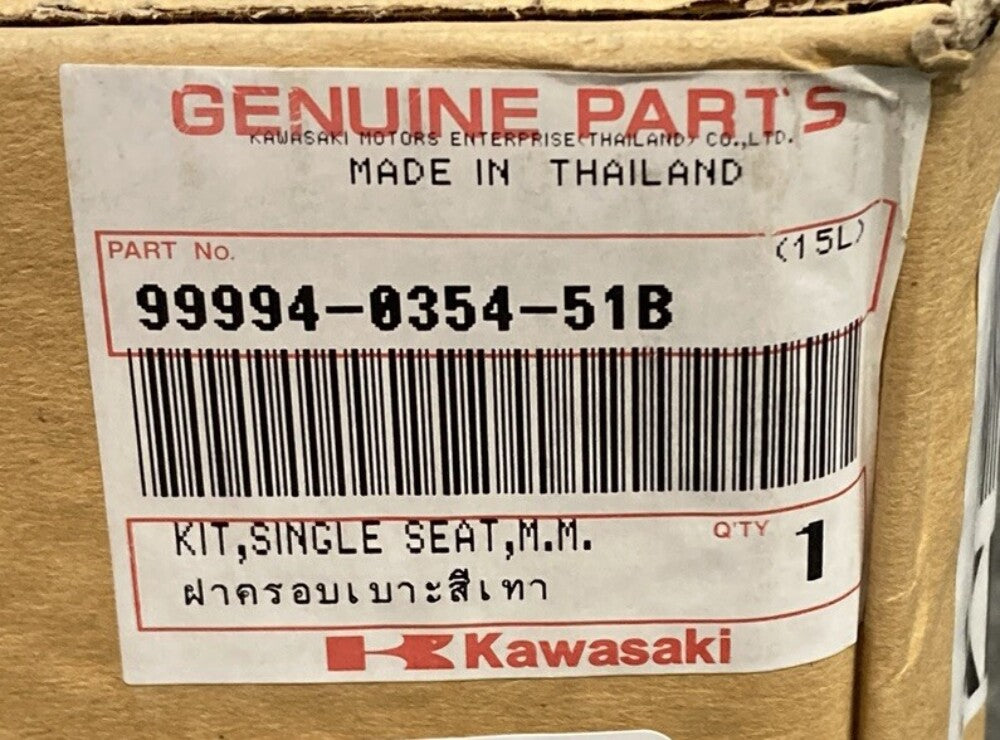 GENUINE PARTS
KAWASAKI MOTORS ENTERPRISE(THAILAND) CO.,LTD.
MADE IN THAILAND
PART No.
(15L)
99994-0354-51B
KIT,SINGLE SEAT,M.M.
Q'TY
1
ฝาครอบเบาะสีเทา
Kawasaki